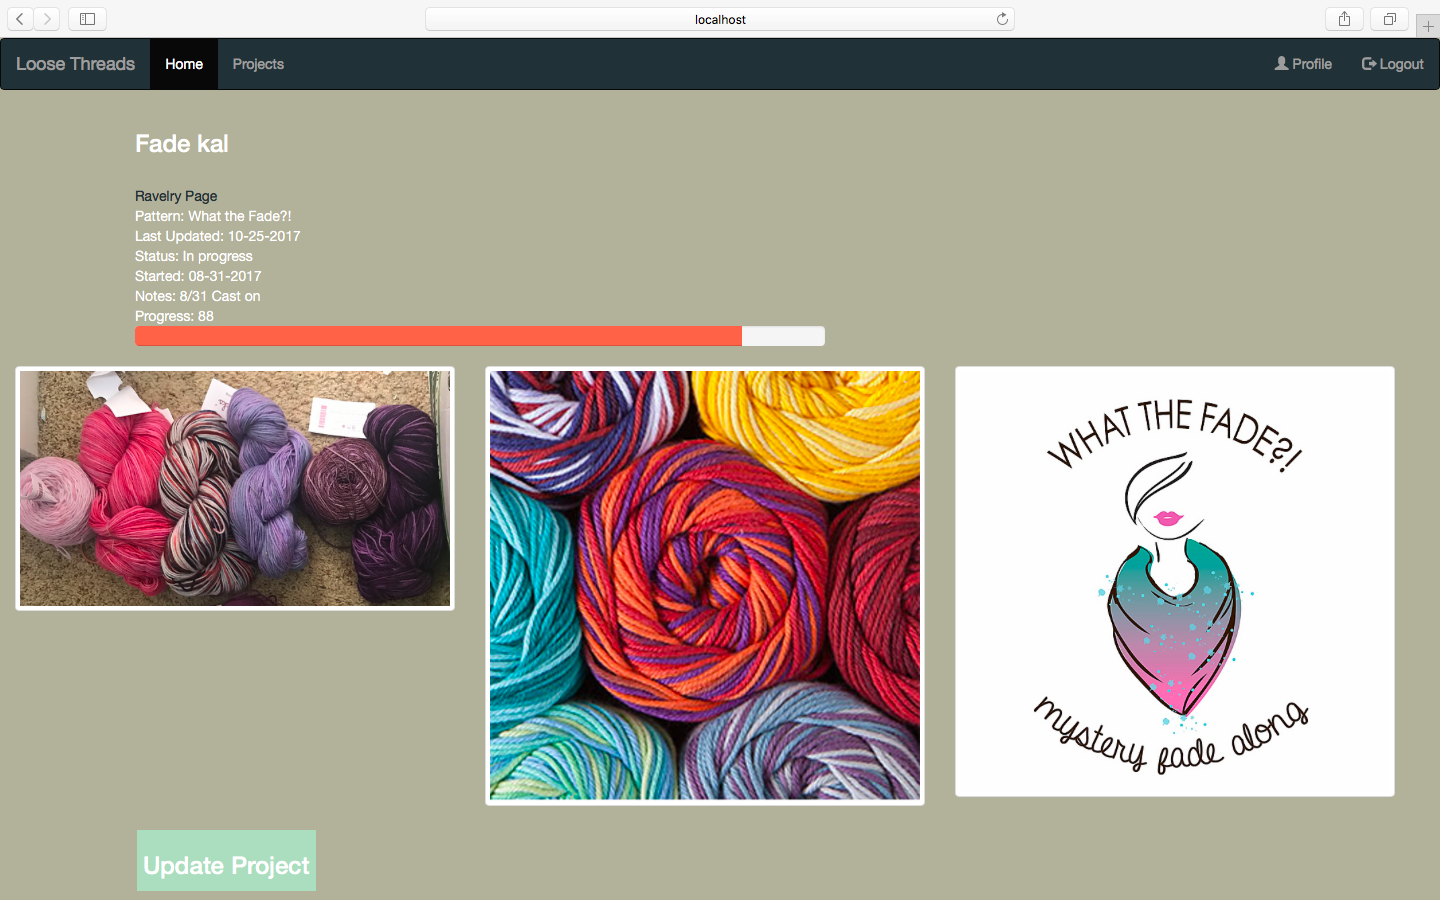 localhost
Loose Threads
Home
Projects
Profile
Logout
Fade kal
Ravelry Page
Pattern: What the Fade?!
Last Updated: 10-25-2017
Status: In progress
Started: 08-31-2017
Notes: 8/31 Cast on
Progress: 88
WHAT THE FADE?!
mystery fade along
Update Project